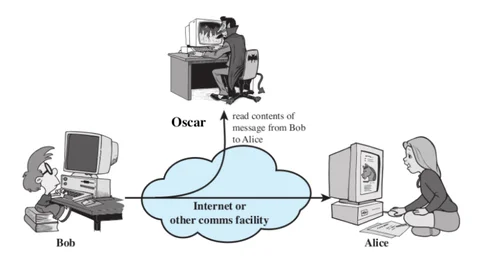 Oscar
read contents of
message from Bob
to Alice
Internet or
other comms facility
Bob
Alice